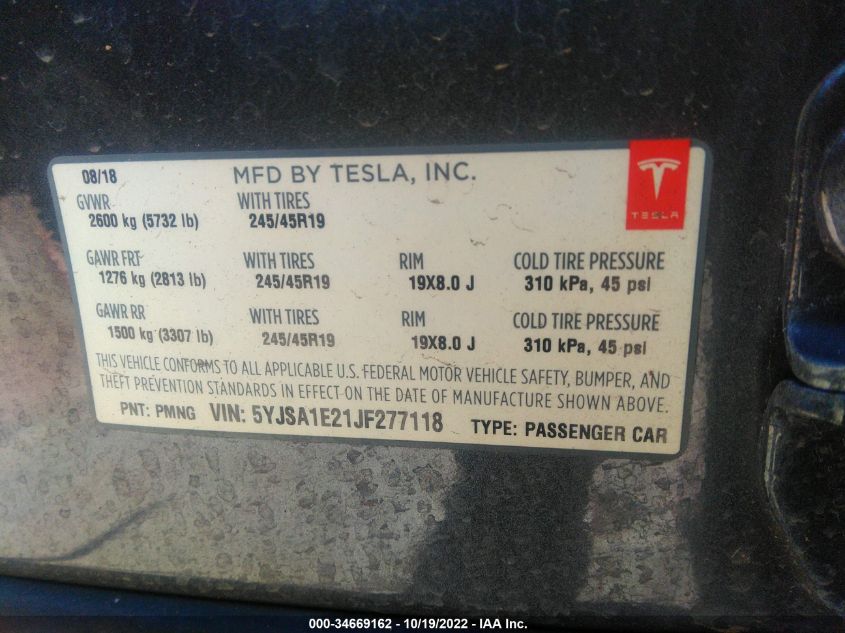 08/18 MFD BY TESLA, INC.
TESLA
GVWR WITH TIRES
2600 kg (5732 lb) 245/45R19
GAWR FRT WITH TIRES RIM COLD TIRE PRESSURE
1276 kg (2813 lb) 245/45R19 19X8.0 J 310 kPa, 45 psi
GAWR RR WITH TIRES RIM COLD TIRE PRESSURE
1500 kg (3307 lb) 245/45R19 19X8.0 J 310 kPa, 45 psi
THIS VEHICLE CONFORMS TO ALL APPLICABLE U.S. FEDERAL MOTOR VEHICLE SAFETY, BUMPER, AND
THEFT PREVENTION STANDARDS IN EFFECT ON THE DATE OF MANUFACTURE SHOWN ABOVE.
PNT: PMNG VIN: 5YJSA1E21JF277118 TYPE: PASSENGER CAR
000-34669162 - 10/19/2022 - IAA Inc.